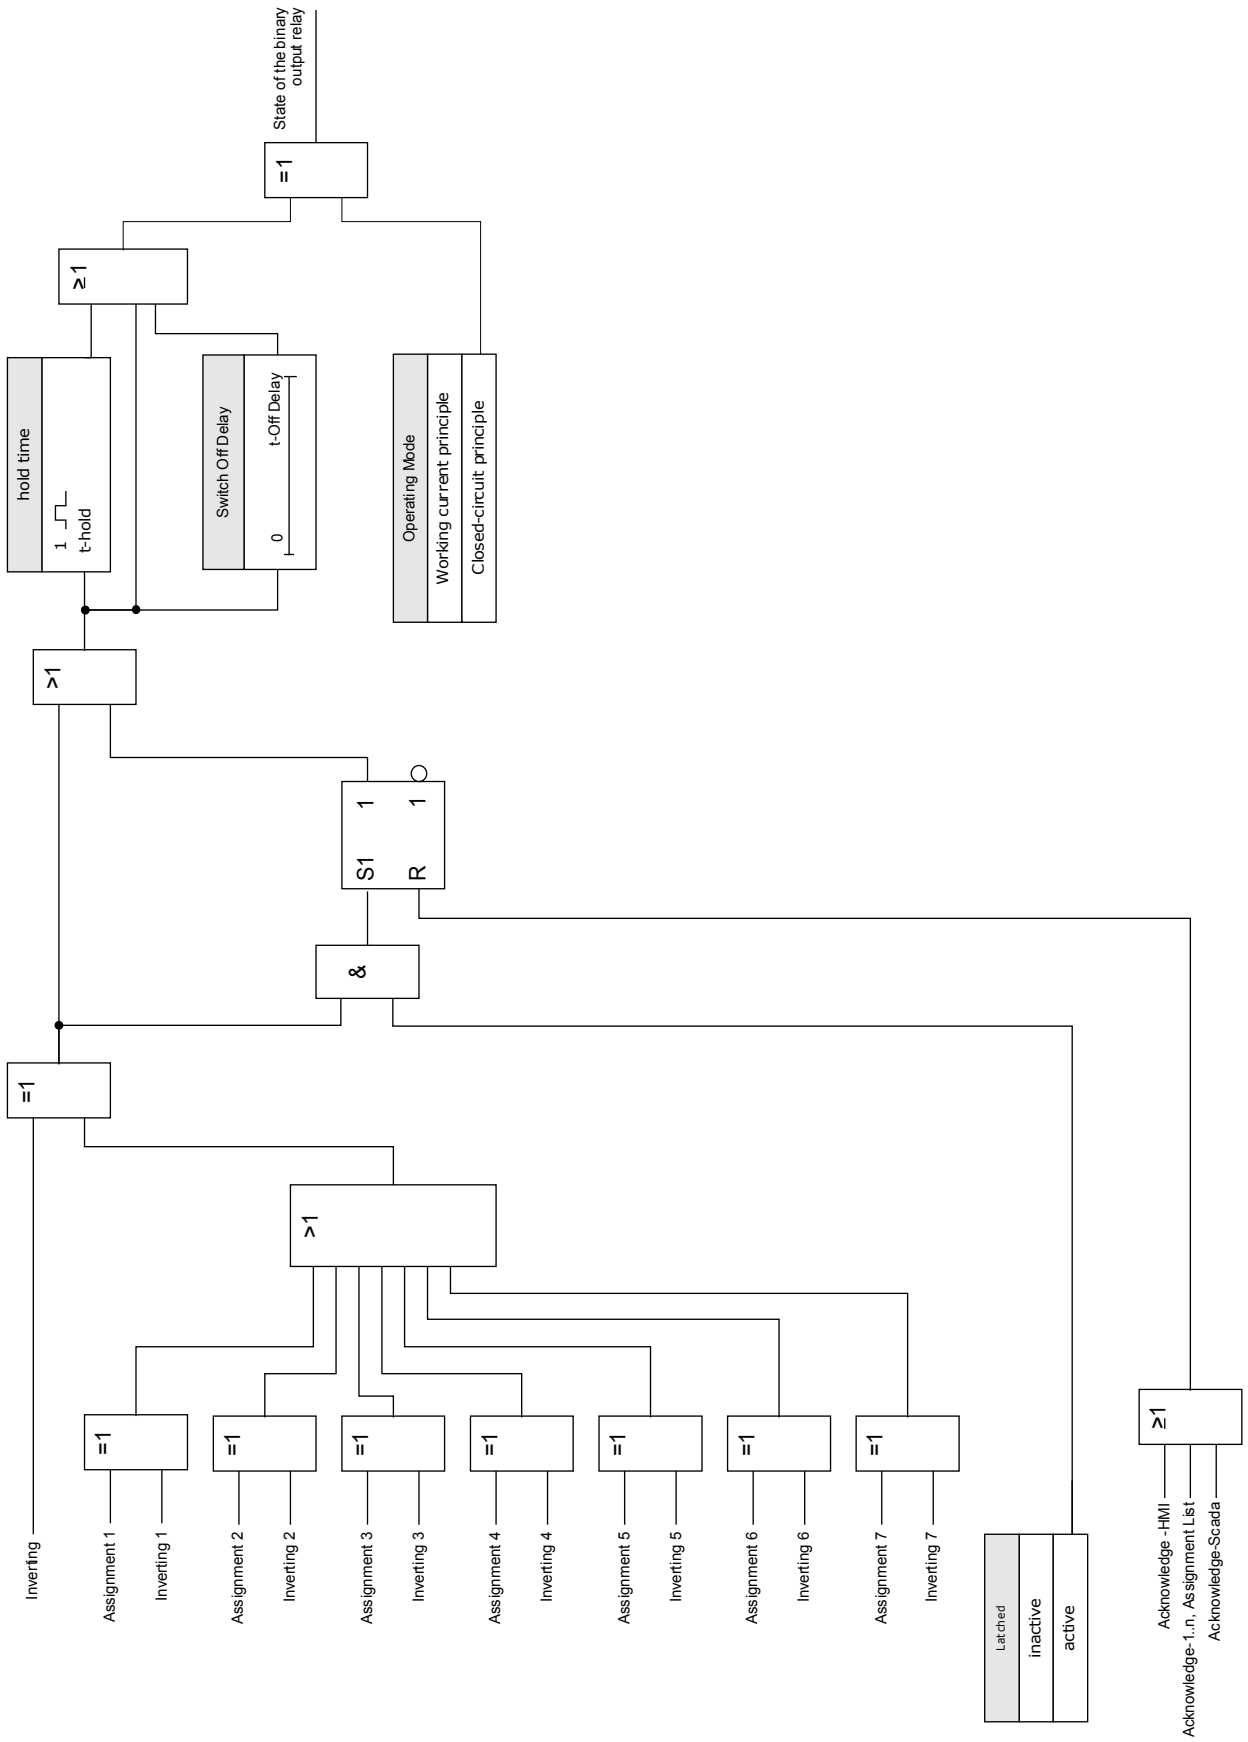 Inverting
Assignment 1
Inverting 1
Assignment 2
Inverting 2
Assignment 3
Inverting 3
Assignment 4
Inverting 4
Assignment 5
Inverting 5
Assignment 6
Inverting 6
Assignment 7
Inverting 7
Latched
inactive
active
Acknowledge -HMI
Acknowledge-1..n, Assignment List
Acknowledge-Scada
=1
=1
=1
=1
=1
=1
=1
≥1
>1
=1
&
S1 1
R 1
>1
hold time
1
t-hold
Switch Off Delay
0 t-Off Delay
Operating Mode
Working current principle
Closed-circuit principle
≥1
=1
State of the binary
output relay